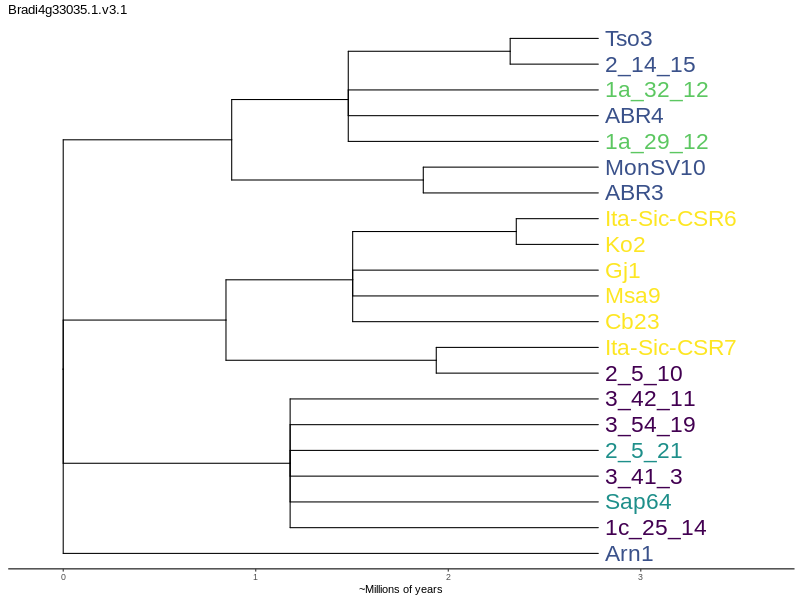 Bradi4g33035.1.v3.1
Tso3
2_14_15
1a_32_12
ABR4
1a_29_12
MonSV10
ABR3
Ita-Sic-CSR6
Ko2
Gj1
Msa9
Cb23
Ita-Sic-CSR7
2_5_10
3_42_11
3_54_19
2_5_21
3_41_3
Sap64
1c_25_14
Arn1
0 1 2 3
~Millions of years